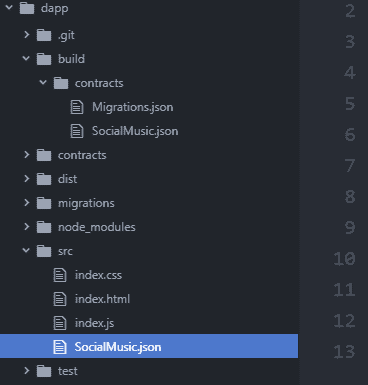 dapp
.git
build
contracts
Migrations.json
SocialMusic.json
contracts
dist
migrations
node_modules
src
index.css
index.html
index.js
SocialMusic.json
test
2
3
4
5
6
7
8
9
10
11
12
13